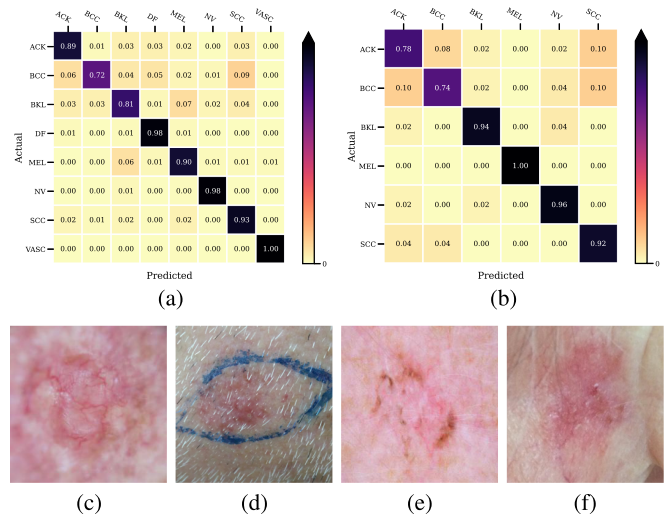 ACK BCC BKL DF MEL NV SCC VASC
ACK 0.89 0.01 0.03 0.03 0.02 0.00 0.03 0.00
BCC 0.06 0.72 0.04 0.05 0.02 0.01 0.09 0.00
BKL 0.03 0.03 0.81 0.01 0.07 0.02 0.04 0.00
DF 0.01 0.00 0.01 0.98 0.01 0.00 0.00 0.00
MEL 0.00 0.00 0.06 0.01 0.90 0.01 0.01 0.01
NV 0.00 0.00 0.01 0.00 0.00 0.98 0.00 0.00
SCC 0.02 0.01 0.02 0.00 0.02 0.00 0.93 0.00
VASC 0.00 0.00 0.00 0.00 0.00 0.00 0.00 1.00
Actual
Predicted
0
(a)
ACK BCC BKL MEL NV SCC
ACK 0.78 0.08 0.02 0.00 0.02 0.10
BCC 0.10 0.74 0.02 0.00 0.04 0.10
BKL 0.02 0.00 0.94 0.00 0.04 0.00
MEL 0.00 0.00 0.00 1.00 0.00 0.00
NV 0.02 0.00 0.02 0.00 0.96 0.00
SCC 0.04 0.04 0.00 0.00 0.00 0.92
Actual
Predicted
0
(b)
(c) (d) (e) (f)